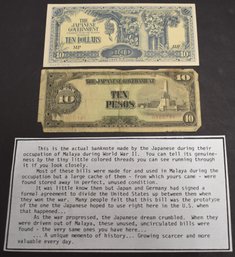 THE JAPANESE
GOVERNMENT
TEN DOLLARS
MP
10
THE JAPANESE GOVERNMENT
10
TEN
PESOS
10
This is the actual banknote made by the Japanese during their
occupation of Malaya during World War II. You can tell its genuine-
ness by the tiny little colored threads you can see running through
it if you look closely.
Most of these bills were made for and used in Malaya during the
occupation but a large cache of them - from which yours came - were
found stored away in perfect, unused condition.
It was little known then but Japan and Germany had signed a
formal agreement to divide the United States up between them when
they won the war. Many people felt that this bill was the prototype
of the one the Japanese hoped to use right here in the U.S. when
that happened...
As the war progressed, the Japanese dream crumbled. When they
were driven out of Malaya, these unused, uncirculated bills were
found - the very same ones you have here...
... A unique memento of history... Growing scarcer and more
valuable every day.